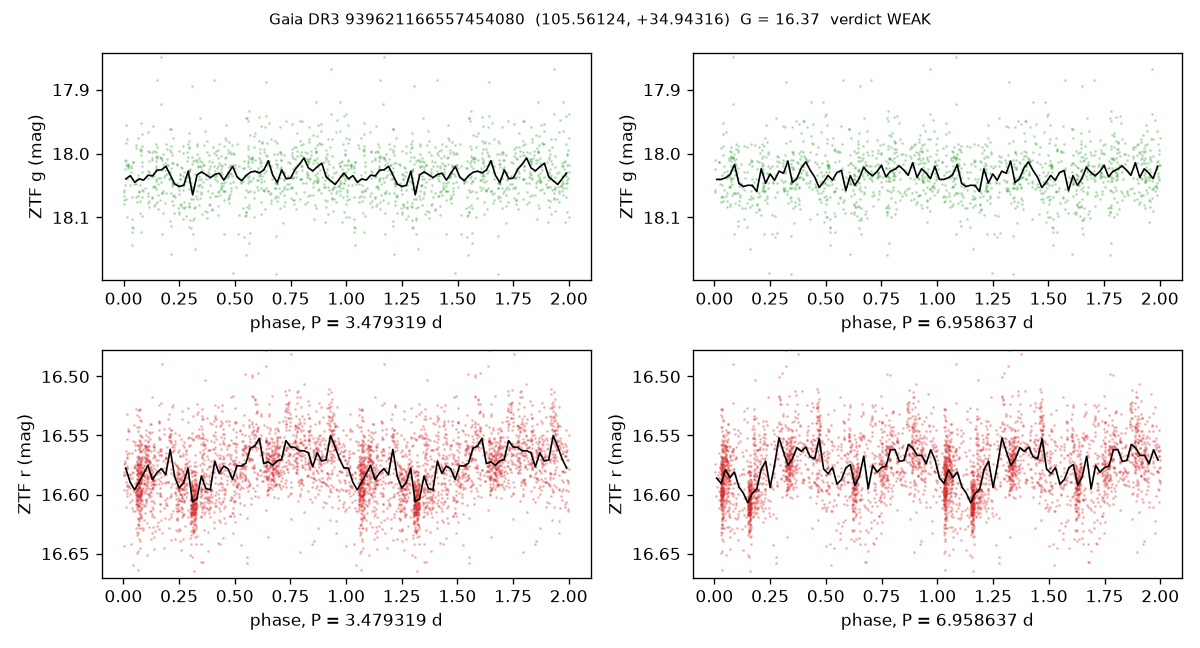 Gaia DR3 939621166557454080  (105.56124, +34.94316)  G = 16.37  verdict WEAK
ZTF g (mag)
17.9
18.0
18.1
0.00 0.25 0.50 0.75 1.00 1.25 1.50 1.75 2.00
phase, P = 3.479319 d
ZTF g (mag)
17.9
18.0
18.1
0.00 0.25 0.50 0.75 1.00 1.25 1.50 1.75 2.00
phase, P = 6.958637 d
ZTF r (mag)
16.50
16.55
16.60
16.65
0.00 0.25 0.50 0.75 1.00 1.25 1.50 1.75 2.00
phase, P = 3.479319 d
ZTF r (mag)
16.50
16.55
16.60
16.65
0.00 0.25 0.50 0.75 1.00 1.25 1.50 1.75 2.00
phase, P = 6.958637 d